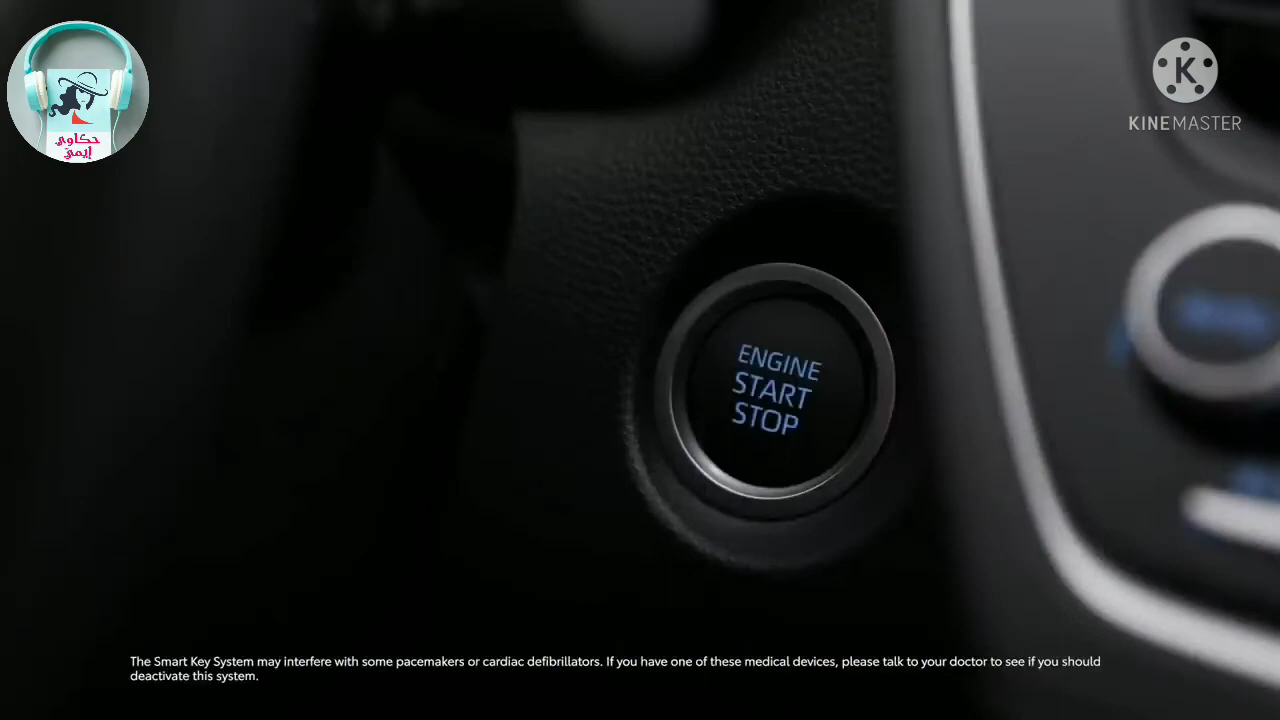 حكاوي
إيمي
K
KINEMASTER
ENGINE
START
STOP
The Smart Key System may interfere with some pacemakers or cardiac defibrillators. If you have one of these medical devices, please talk to your doctor to see if you should
deactivate this system.